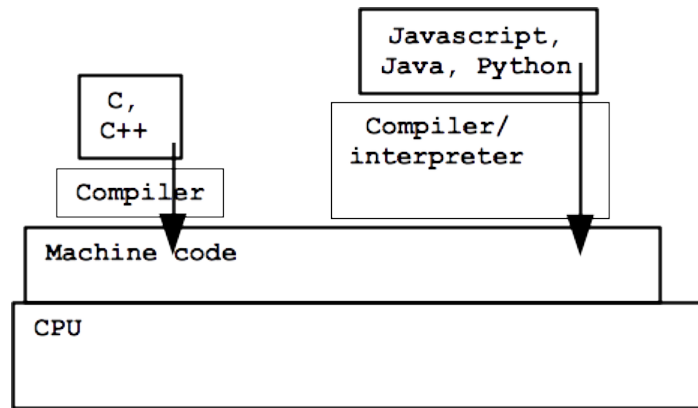 Javascript,
Java, Python
C,
C++
Compiler/
interpreter
Compiler
Machine code
CPU